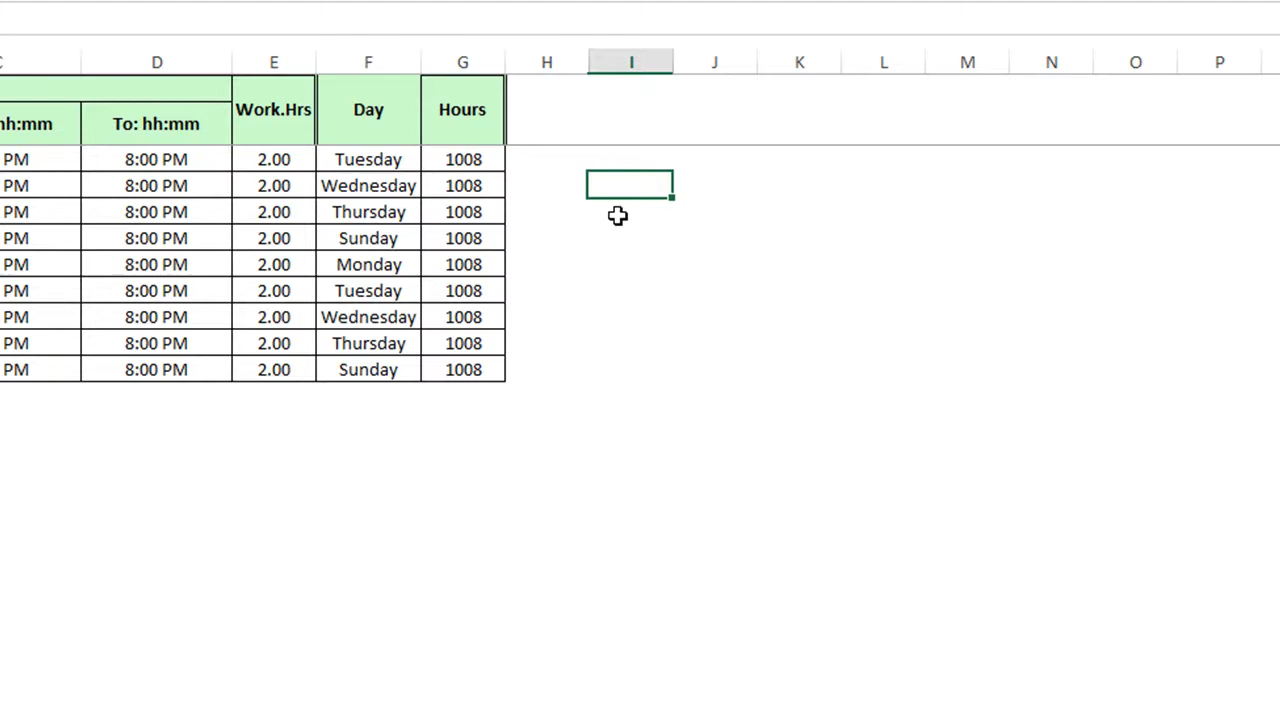 D E F G H I J K L M N O P
Work.Hrs Day Hours
hh:mm To: hh:mm
PM 8:00 PM 2.00 Tuesday 1008
PM 8:00 PM 2.00 Wednesday 1008
PM 8:00 PM 2.00 Thursday 1008
PM 8:00 PM 2.00 Sunday 1008
PM 8:00 PM 2.00 Monday 1008
PM 8:00 PM 2.00 Tuesday 1008
PM 8:00 PM 2.00 Wednesday 1008
PM 8:00 PM 2.00 Thursday 1008
PM 8:00 PM 2.00 Sunday 1008